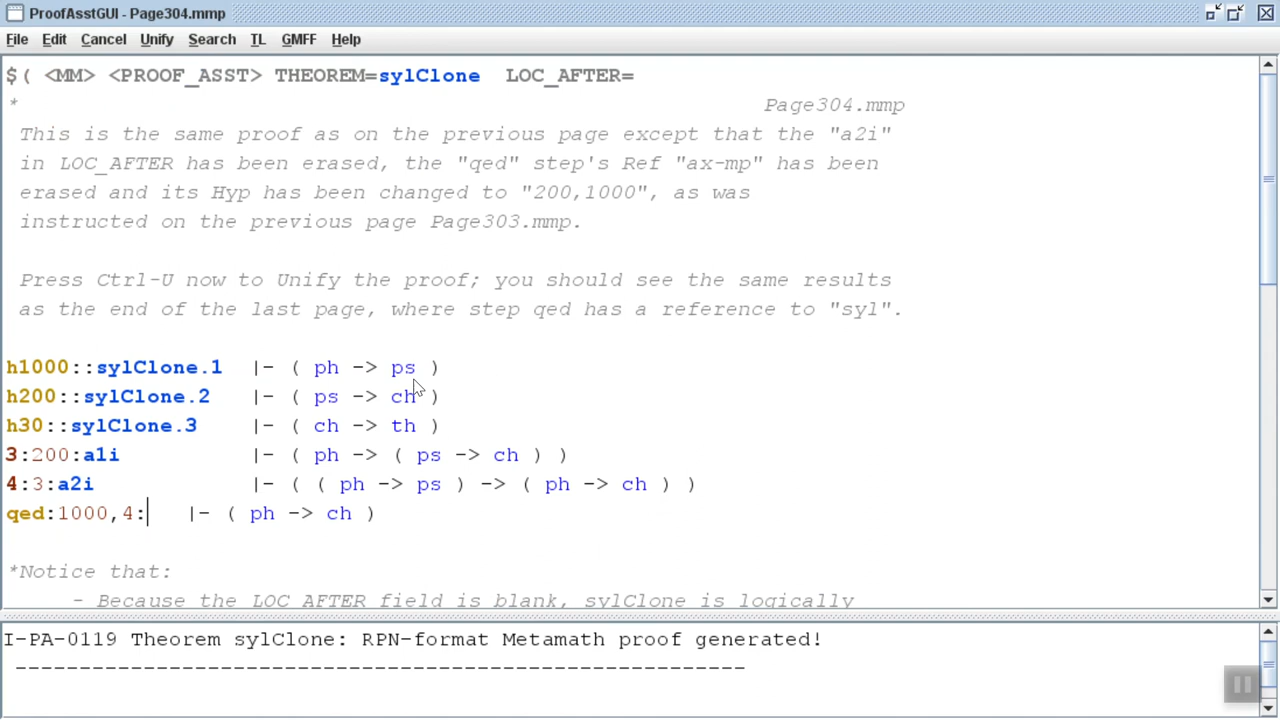 ProofAsstGUI - Page304.mmp
File Edit Cancel Unify Search TL GMFF Help
$( <MM> <PROOF_ASST> THEOREM=sylClone LOC_AFTER=
* Page304.mmp
This is the same proof as on the previous page except that the "a2i"
in LOC_AFTER has been erased, the "qed" step's Ref "ax-mp" has been
erased and its Hyp has been changed to "200,1000", as was
instructed on the previous page Page303.mmp.
Press Ctrl-U now to Unify the proof; you should see the same results
as the end of the last page, where step qed has a reference to "syl".
h1000::sylClone.1 |- ( ph -> ps )
h200::sylClone.2 |- ( ps -> ch )
h30::sylClone.3 |- ( ch -> th )
3:200:a1i |- ( ph -> ( ps -> ch ) )
4:3:a2i |- ( ( ph -> ps ) -> ( ph -> ch ) )
qed:1000,4: |- ( ph -> ch )
*Notice that:
- Because the LOC_AFTER field is blank, sylClone is logically
I-PA-0119 Theorem sylClone: RPN-format Metamath proof generated!
---------------------------------------------------------